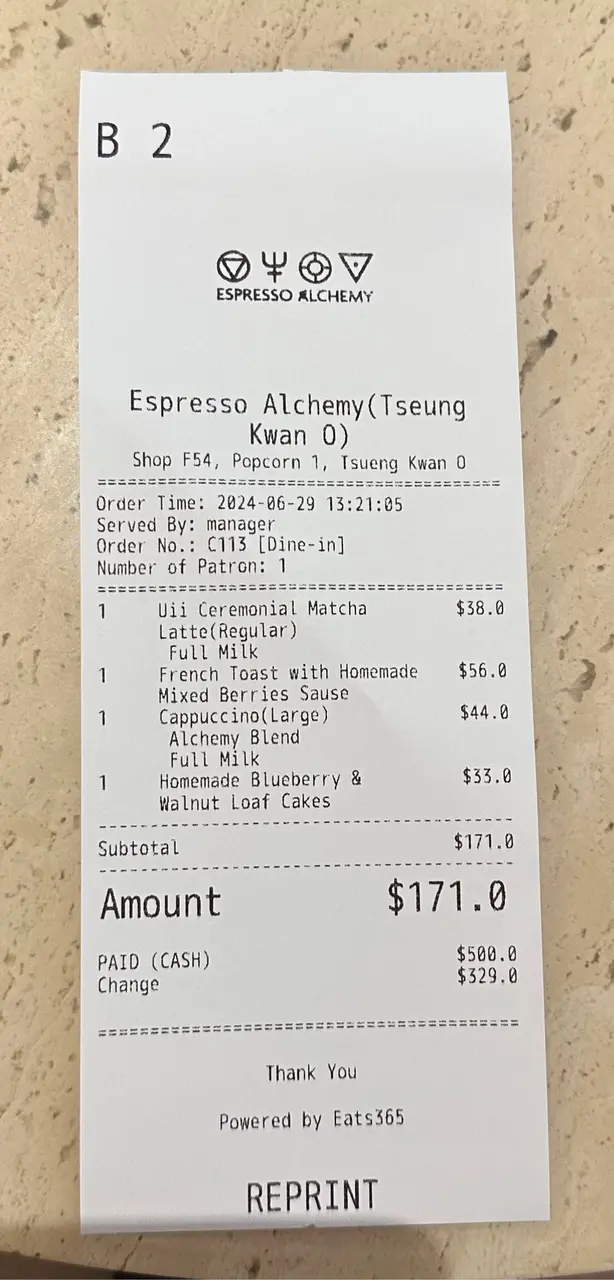 B 2
ESPRESSO ALCHEMY
Espresso Alchemy(Tseung
Kwan O)
Shop F54, Popcorn 1, Tsueng Kwan O
================================================
Order Time: 2024-06-29 13:21:05
Served By: manager
Order No.: C113 [Dine-in]
Number of Patron: 1
================================================
1 Uii Ceremonial Matcha $38.0
Latte(Regular)
Full Milk
1 French Toast with Homemade $56.0
Mixed Berries Sause
1 Cappuccino(Large) $44.0
Alchemy Blend
Full Milk
1 Homemade Blueberry & $33.0
Walnut Loaf Cakes
------------------------------------------------
Subtotal $171.0
------------------------------------------------
Amount $171.0
PAID (CASH) $500.0
Change $329.0
================================================
Thank You
Powered by Eats365
REPRINT